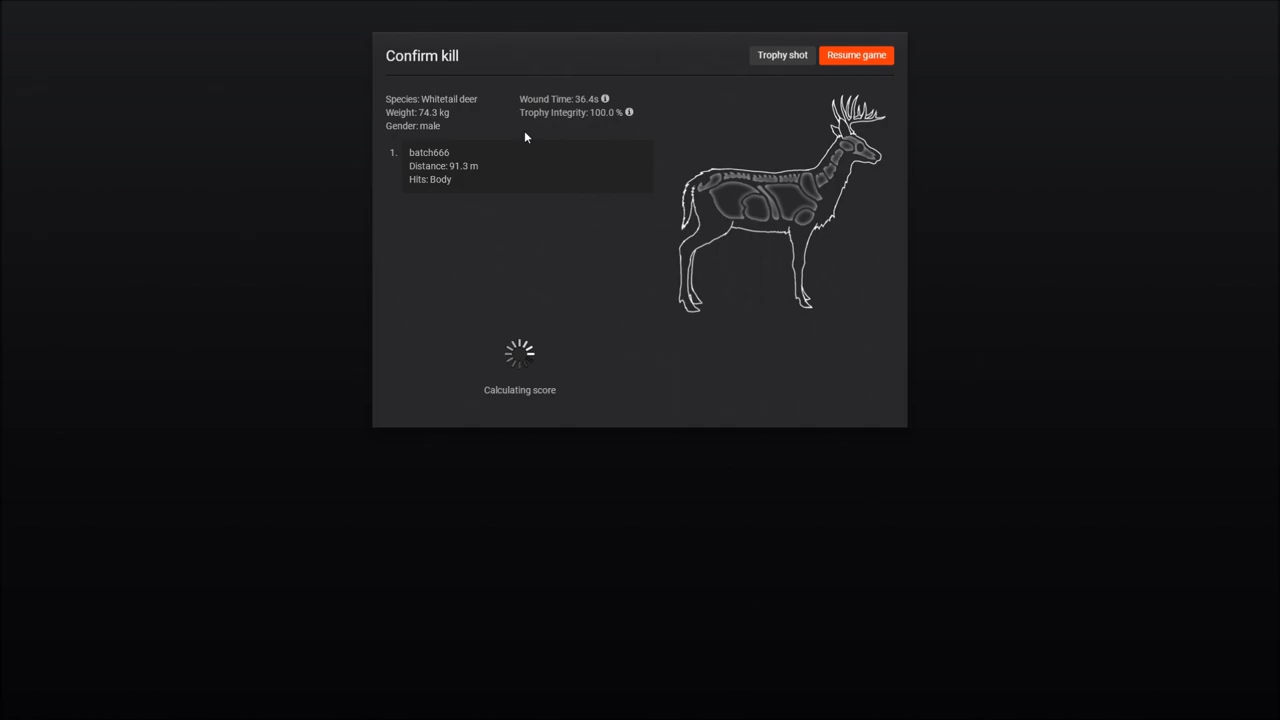 Confirm kill
Trophy shot
Resume game
Species: Whitetail deer
Weight: 74.3 kg
Gender: male
Wound Time: 36.4s
Trophy Integrity: 100.0 %
1.
batch666
Distance: 91.3 m
Hits: Body
Calculating score